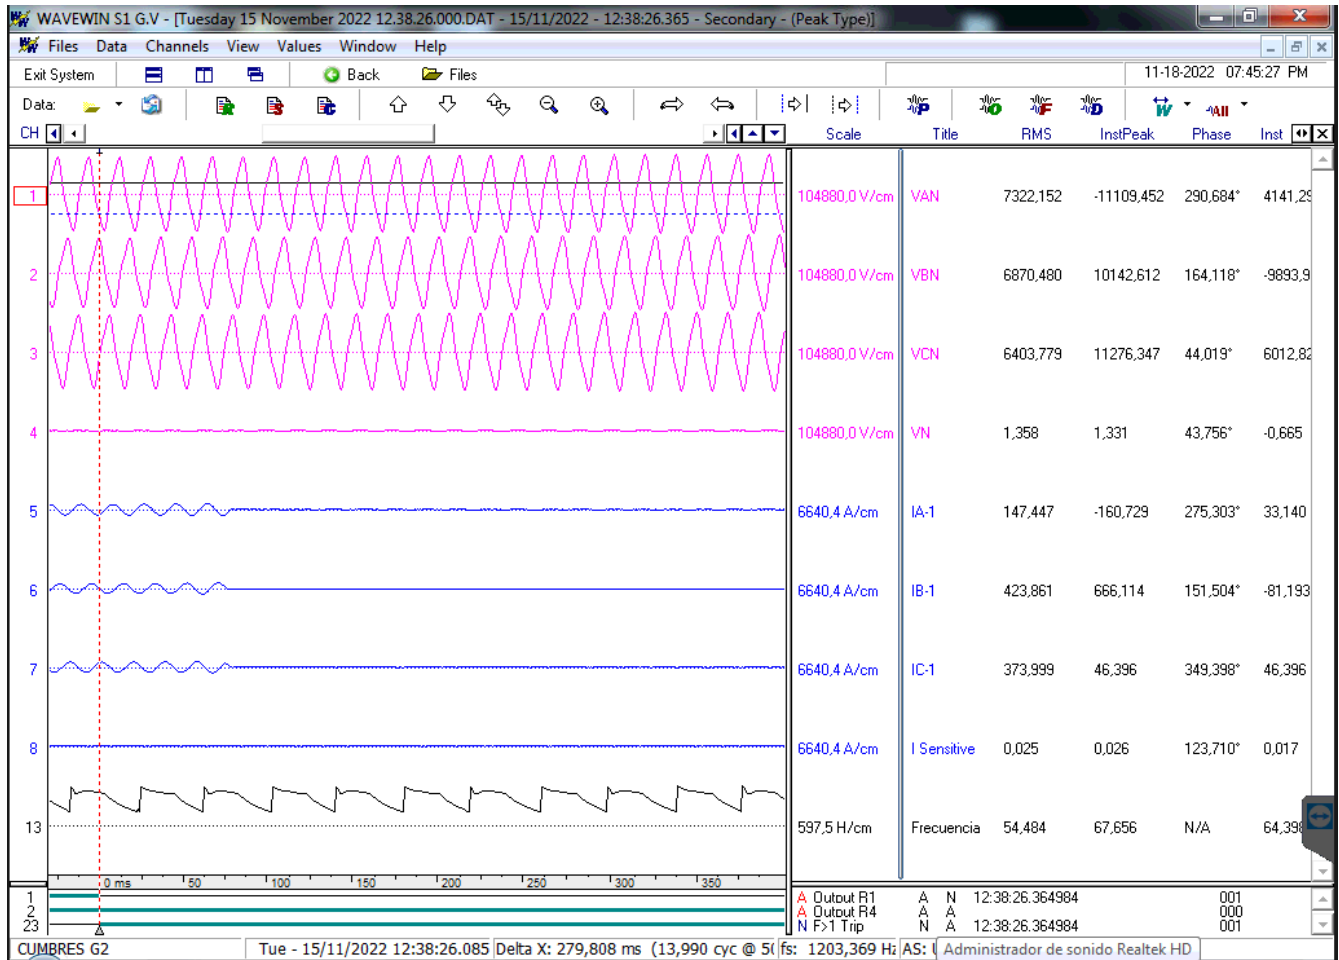 WAVEWIN S1 G.V - [Tuesday 15 November 2022 12.38.26.000.DAT - 15/11/2022 - 12:38:26.365 - Secondary - (Peak Type)]
Files Data Channels View Values Window Help
Exit System Back Files 11-18-2022 07:45:27 PM
Data:
CH Scale Title RMS InstPeak Phase Inst
1 104880,0 V/cm VAN 7322,152 -11109,452 290,684° 4141,29
2 104880,0 V/cm VBN 6870,480 10142,612 164,118° -9893,9
3 104880,0 V/cm VCN 6403,779 11276,347 44,019° 6012,82
4 104880,0 V/cm VN 1,358 1,331 43,756° -0,665
5 6640,4 A/cm IA-1 147,447 -160,729 275,303° 33,140
6 6640,4 A/cm IB-1 423,861 666,114 151,504° -81,193
7 6640,4 A/cm IC-1 373,999 46,396 349,398° 46,396
8 6640,4 A/cm I Sensitive 0,025 0,026 123,710° 0,017
13 597,5 H/cm Frecuencia 54,484 67,656 N/A 64,398
0 ms 50 100 150 200 250 300 350
1 A Output R1 A N 12:38:26.364984 001
2 A Output R4 A A 000
23 N F>1 Trip N A 12:38:26.364984 001
CUMBRES G2 Tue - 15/11/2022 12:38:26.085 Delta X: 279,808 ms (13,990 cyc @ 50 fs: 1203,369 Hz AS: Administrador de sonido Realtek HD